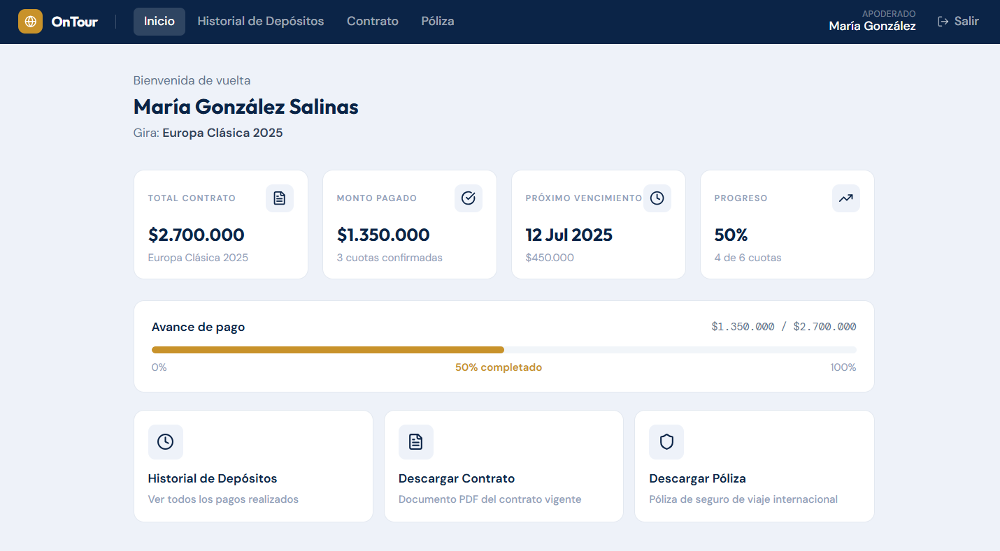 OnTour
Inicio
Historial de Depósitos
Contrato
Póliza
APODERADO
María González
Salir
Bienvenida de vuelta
María González Salinas
Gira: Europa Clásica 2025
TOTAL CONTRATO
$2.700.000
Europa Clásica 2025
MONTO PAGADO
$1.350.000
3 cuotas confirmadas
PRÓXIMO VENCIMIENTO
12 Jul 2025
$450.000
PROGRESO
50%
4 de 6 cuotas
Avance de pago
$1.350.000 / $2.700.000
0%
50% completado
100%
Historial de Depósitos
Ver todos los pagos realizados
Descargar Contrato
Documento PDF del contrato vigente
Descargar Póliza
Póliza de seguro de viaje internacional